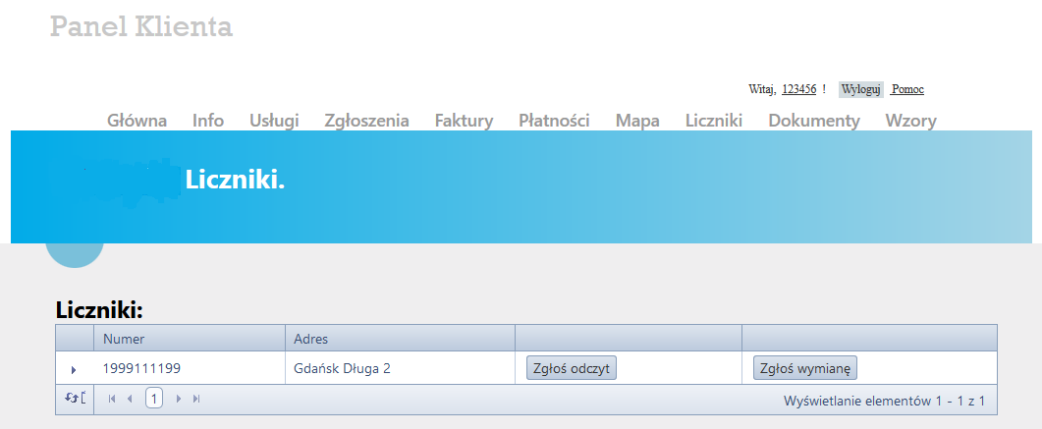 Panel Klienta
Witaj, 123456 ! Wyloguj Pomoc
Główna Info Usługi Zgłoszenia Faktury Płatności Mapa Liczniki Dokumenty Wzory
Liczniki.
Liczniki:
Numer Adres
1999111199 Gdańsk Długa 2 Zgłoś odczyt Zgłoś wymianę
1 Wyświetlanie elementów 1 - 1 z 1